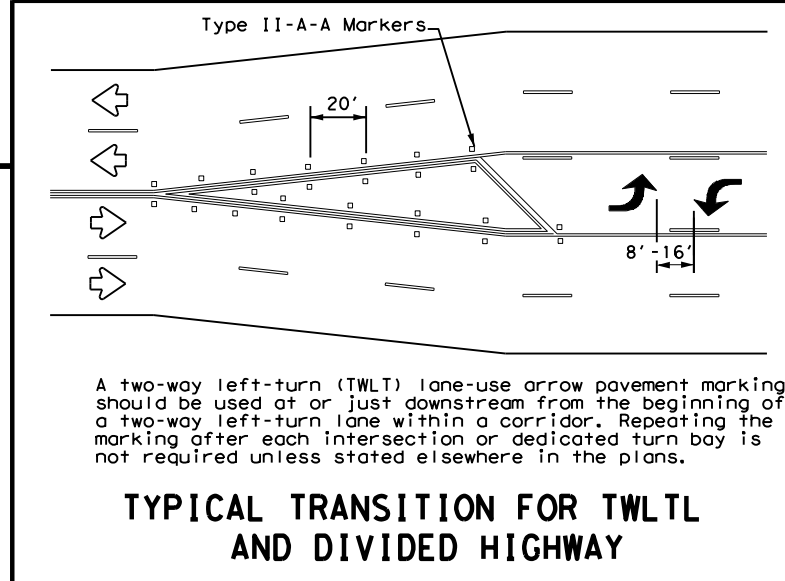 Type II-A-A Markers
20'
8'-16'
A two-way left-turn (TWLT) lane-use arrow pavement marking
should be used at or just downstream from the beginning of
a two-way left-turn lane within a corridor. Repeating the
marking after each intersection or dedicated turn bay is
not required unless stated elsewhere in the plans.
TYPICAL TRANSITION FOR TWLTL
AND DIVIDED HIGHWAY